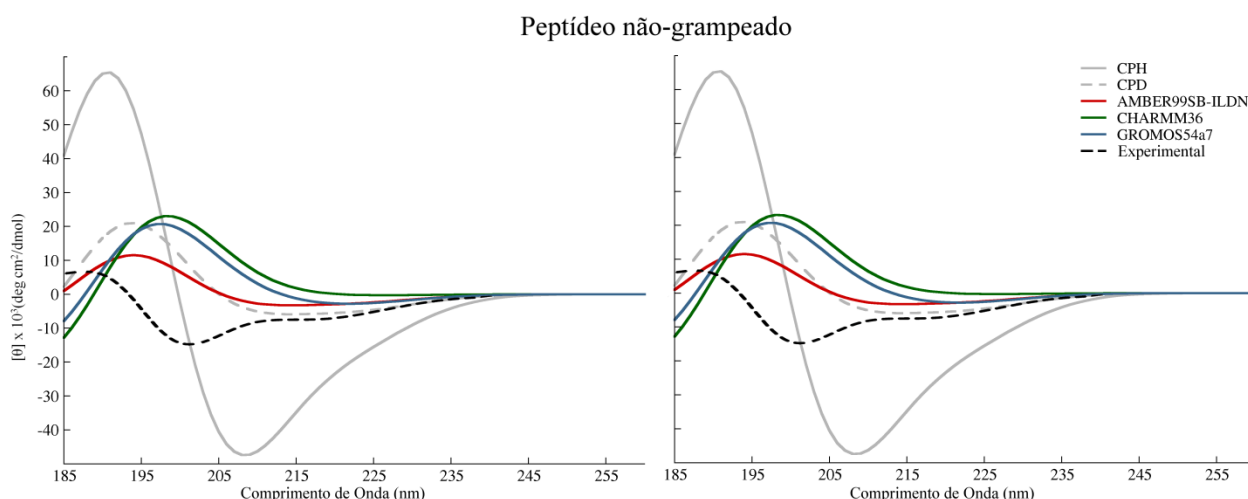 Peptídeo não-grampeado
[θ] x 10³(deg cm²/dmol)
60
50
40
30
20
10
0
-10
-20
-30
-40
185 195 205 215 225 235 245 255
Comprimento de Onda (nm)
CPH
CPD
AMBER99SB-ILDN
CHARMM36
GROMOS54a7
Experimental
185 195 205 215 225 235 245 255
Comprimento de Onda (nm)